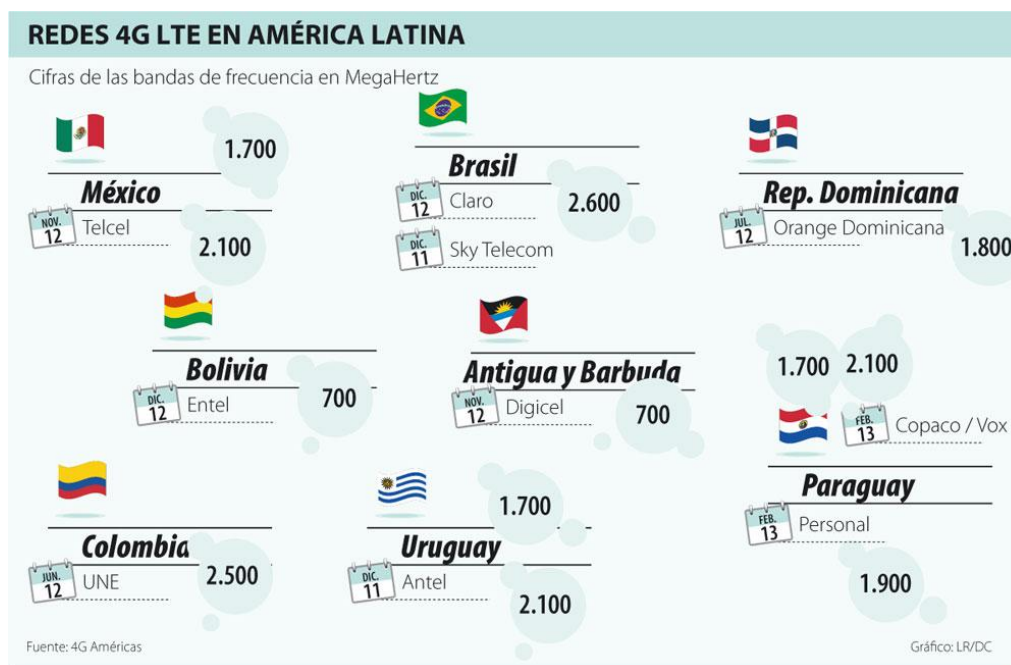 REDES 4G LTE EN AMÉRICA LATINA
Cifras de las bandas de frecuencia en MegaHertz
1.700
México
NOV.
12
Telcel
2.100
Brasil
DIC.
12
Claro
2.600
DIC.
11
Sky Telecom
Rep. Dominicana
JUL.
12
Orange Dominicana
1.800
Bolivia
DIC.
12
Entel
700
Antigua y Barbuda
NOV.
12
Digicel
700
1.700
2.100
FEB.
13
Copaco / Vox
Paraguay
FEB.
13
Personal
1.900
Colombia
JUN.
12
UNE
2.500
1.700
Uruguay
DIC.
11
Antel
2.100
Fuente: 4G Américas
Gráfico: LR/DC